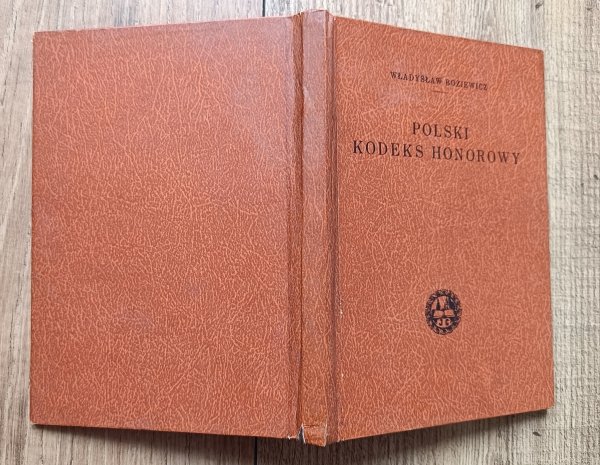 WŁADYSŁAW BOZIEWICZ
POLSKI
KODEKS HONOROWY